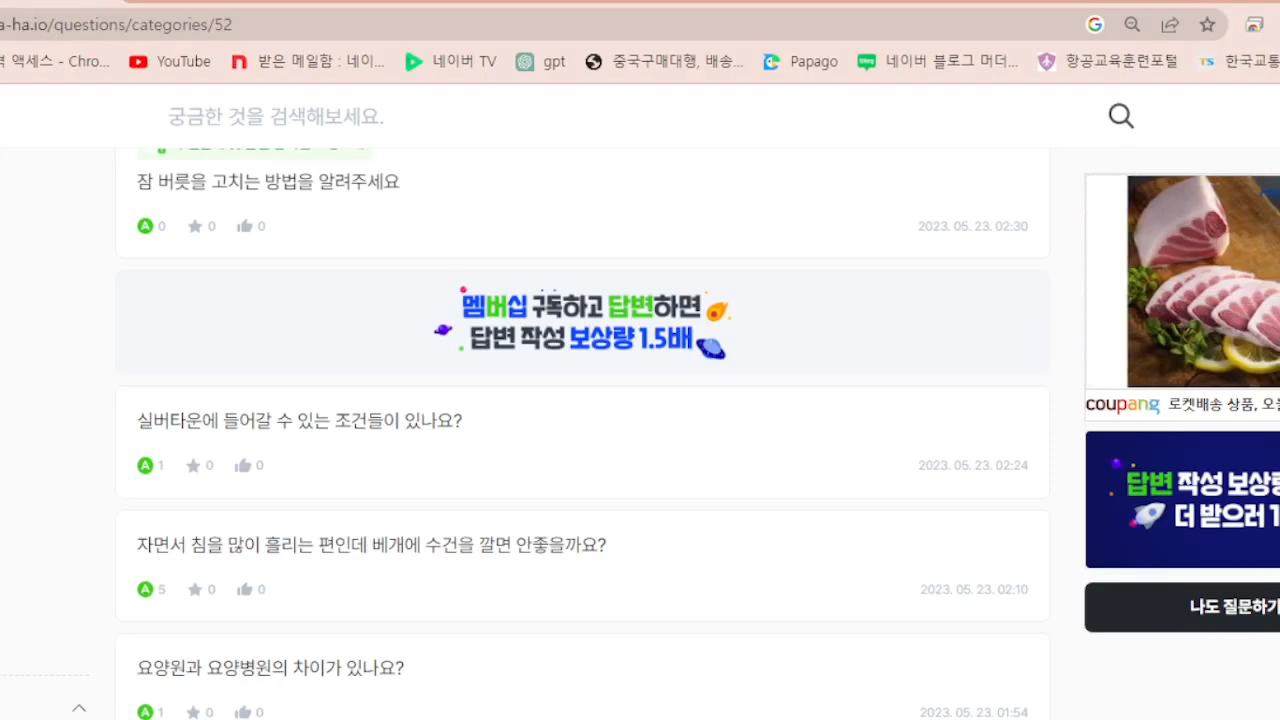 a-ha.io/questions/categories/52
액세스 - Chro... YouTube 받은 메일함 : 네이... 네이버 TV gpt 중국구매대행, 배송... Papago 네이버 블로그 머더... 항공교육훈련포털 TS 한국교통
궁금한 것을 검색해보세요.
잠 버릇을 고치는 방법을 알려주세요
A 0 0 0 2023. 05. 23. 02:30
멤버십 구독하고 답변하면
답변 작성 보상량 1.5배
실버타운에 들어갈 수 있는 조건들이 있나요?
A 1 0 0 2023. 05. 23. 02:24
자면서 침을 많이 흘리는 편인데 베개에 수건을 깔면 안좋을까요?
A 5 0 0 2023. 05. 23. 02:10
요양원과 요양병원의 차이가 있나요?
A 1 0 0 2023. 05. 23. 01:54
coupang 로켓배송 상품, 오
답변 작성 보상량
더 받으러 1
나도 질문하기